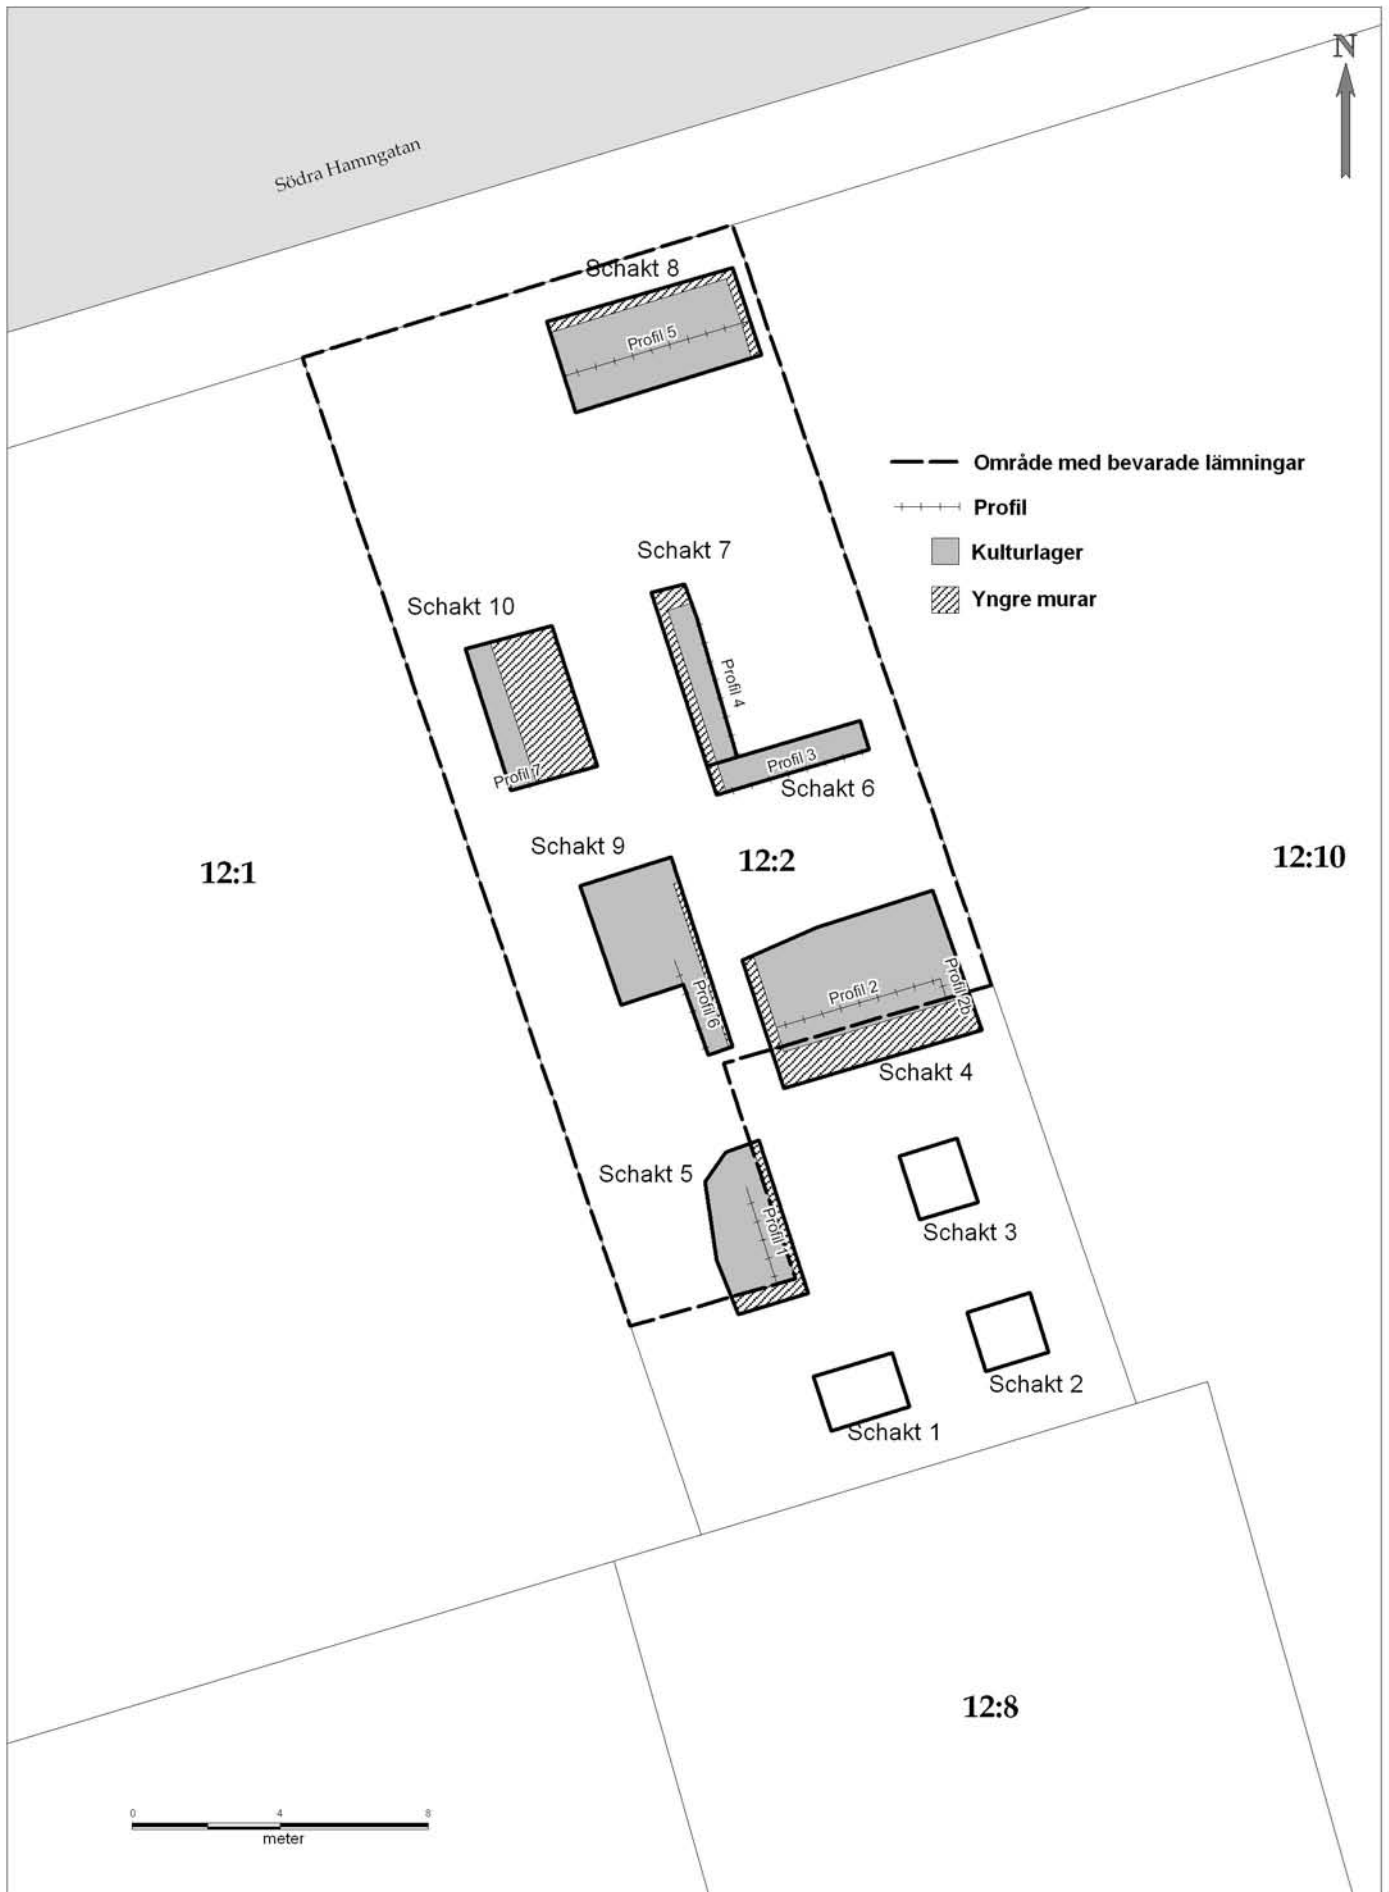 N
Södra Hamngatan
Schakt 8
Profil 5
Område med bevarade lämningar
Profil
Kulturlager
Yngre murar
Schakt 7
Schakt 10
Profil 4
Profil 3
Profil 7
Schakt 6
Schakt 9
12:1
12:2
12:10
Profil 2
Profil 2b
Profil 6
Schakt 4
Schakt 5
Profil 1
Schakt 3
Schakt 2
Schakt 1
12:8
0 4 8
meter